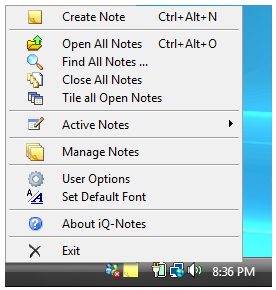 Create Note Ctrl+Alt+N
Open All Notes Ctrl+Alt+O
Find All Notes ...
Close All Notes
Tile all Open Notes
Active Notes
Manage Notes
User Options
Set Default Font
About iQ-Notes
Exit
8:36 PM